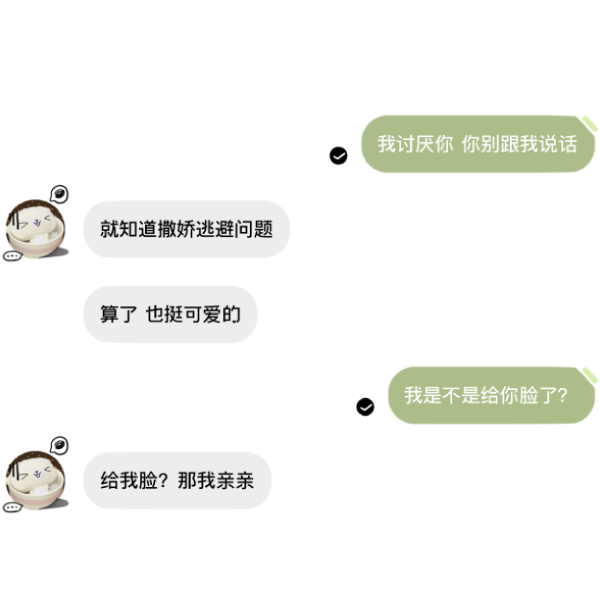 我讨厌你 你别跟我说话
就知道撒娇逃避问题
算了 也挺可爱的
我是不是给你脸了?
给我脸? 那我亲亲